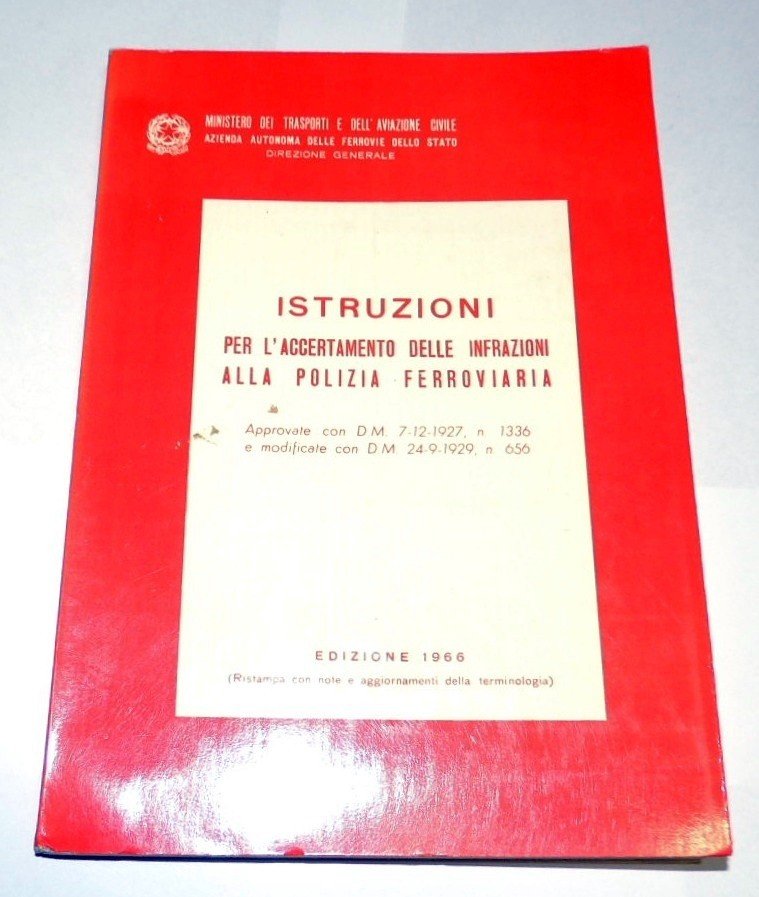 MINISTERO DEI TRASPORTI E DELL'AVIAZIONE CIVILE
AZIENDA AUTONOMA DELLE FERROVIE DELLO STATO
DIREZIONE GENERALE
ISTRUZIONI
PER L'ACCERTAMENTO DELLE INFRAZIONI
ALLA POLIZIA FERROVIARIA
Approvate con D.M. 7-12-1927, n. 1336
e modificate con D.M. 24-9-1929, n. 656
EDIZIONE 1966
(Ristampa con note e aggiornamenti della terminologia)